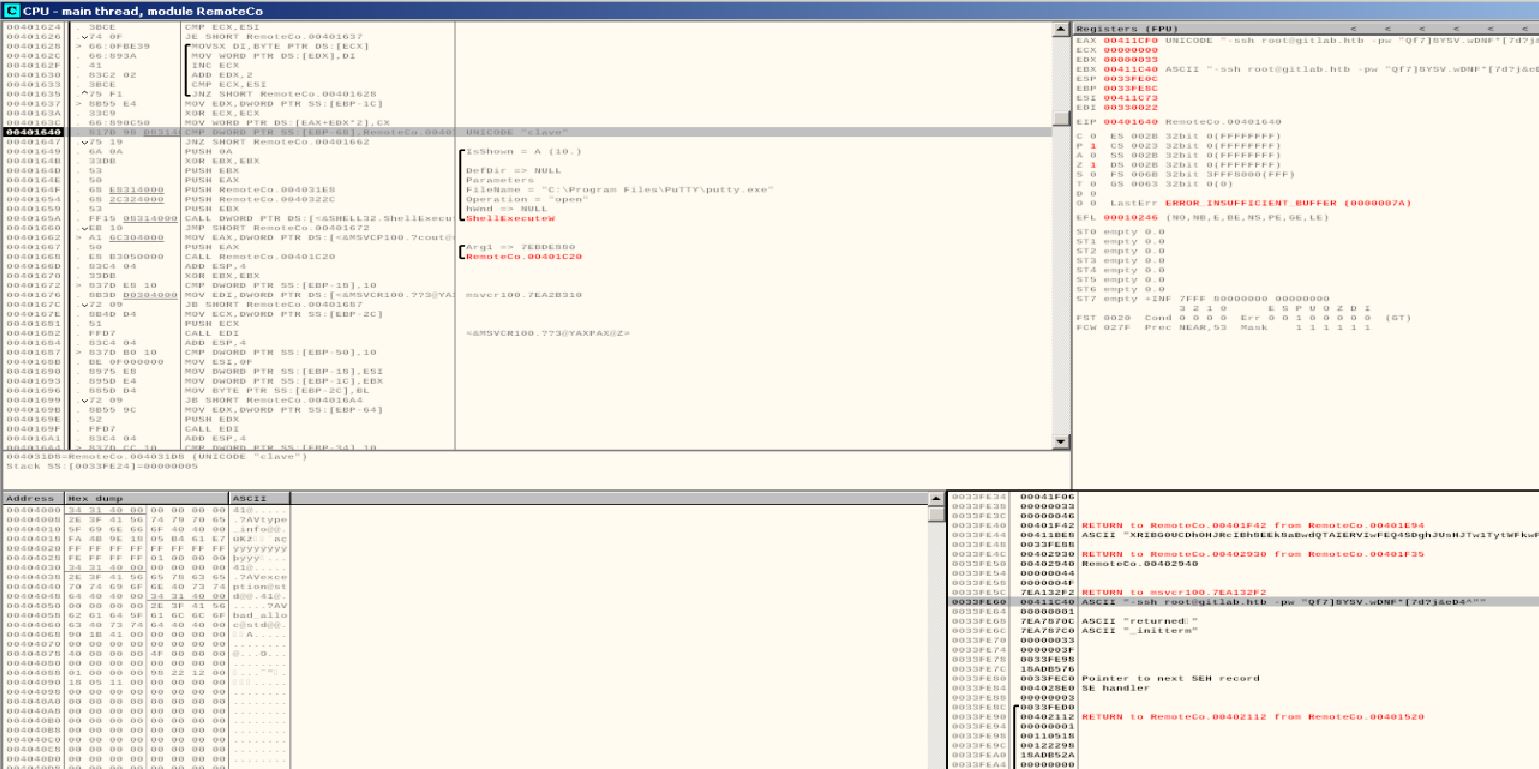 CPU - main thread, module RemoteCo
00401624 . 3BCE CMP ECX,ESI
00401626 .74 0F JE SHORT RemoteCo.00401637
00401628 > 66:0FBE39 MOVSX DI,BYTE PTR DS:[ECX]
0040162C . 66:893A MOV WORD PTR DS:[EDX],DI
0040162F . 41 INC ECX
00401630 . 83C2 02 ADD EDX,2
00401633 . 3BCE CMP ECX,ESI
00401635 .^75 F1 JNZ SHORT RemoteCo.00401628
00401637 > 8B55 E4 MOV EDX,DWORD PTR SS:[EBP-1C]
0040163A . 33C9 XOR ECX,ECX
0040163C . 66:890C50 MOV WORD PTR DS:[EAX+EDX*2],CX
00401640 CMP DWORD PTR SS:[EBP-68],RemoteCo.0040 UNICODE "clave"
00401647 .75 19 JNZ SHORT RemoteCo.00401662
00401649 . 6A 0A PUSH 0A IsShown = A (10.)
0040164B . 33DB XOR EBX,EBX
0040164D . 53 PUSH EBX DefDir => NULL
0040164E . 50 PUSH EAX Parameters
0040164F . 68 E8314000 PUSH RemoteCo.004031E8 FileName = "C:\Program Files\PuTTY\putty.exe"
00401654 . 68 2C324000 PUSH RemoteCo.0040322C Operation = "open"
00401659 . 53 PUSH EBX hWnd => NULL
0040165A . FF15 08314000 CALL DWORD PTR DS:[<&SHELL32.ShellExecu ShellExecuteW
00401660 .EB 10 JMP SHORT RemoteCo.00401672
00401662 > A1 6C304000 MOV EAX,DWORD PTR DS:[<&MSVCP100.?cout@
00401667 . 50 PUSH EAX Arg1 => 7EBDE880
00401668 . E8 B3050000 CALL RemoteCo.00401C20 RemoteCo.00401C20
0040166D . 83C4 04 ADD ESP,4
00401670 . 33DB XOR EBX,EBX
00401672 > 837D E8 10 CMP DWORD PTR SS:[EBP-18],10
00401676 . 8B3D D0304000 MOV EDI,DWORD PTR DS:[<&MSVCR100.??3@YA msvcr100.7EA2B310
0040167C .72 09 JB SHORT RemoteCo.00401687
0040167E . 8B4D D4 MOV ECX,DWORD PTR SS:[EBP-2C]
00401681 . 51 PUSH ECX
00401682 . FFD7 CALL EDI <&MSVCR100.??3@YAXPAX@Z>
00401684 . 83C4 04 ADD ESP,4
00401687 > 837D B0 10 CMP DWORD PTR SS:[EBP-50],10
0040168B . BE 0F000000 MOV ESI,0F
00401690 . 8975 E8 MOV DWORD PTR SS:[EBP-18],ESI
00401693 . 895D E4 MOV DWORD PTR SS:[EBP-1C],EBX
00401696 . 885D D4 MOV BYTE PTR SS:[EBP-2C],BL
00401699 .72 09 JB SHORT RemoteCo.004016A4
0040169B . 8B55 9C MOV EDX,DWORD PTR SS:[EBP-64]
0040169E . 52 PUSH EDX
0040169F . FFD7 CALL EDI
004016A1 . 83C4 04 ADD ESP,4
004016A4 > 837D CC 10 CMP DWORD PTR SS:[EBP-34],10
004031D8=RemoteCo.004031D8 (UNICODE "clave")
Stack SS:[0033FE24]=00000005
Registers (FPU) < < < < < <
EAX 00411CF0 UNICODE "-ssh root@gitlab.htb -pw "Qf7]8YSV.wDNF*[7d?j&e
ECX 00000000
EDX 00000033
EBX 00411C40 ASCII "-ssh root@gitlab.htb -pw "Qf7]8YSV.wDNF*[7d?j&eD
ESP 0033FE0C
EBP 0033FE8C
ESI 00411C73
EDI 00330022
EIP 00401640 RemoteCo.00401640
C 0 ES 002B 32bit 0(FFFFFFFF)
P 1 CS 0023 32bit 0(FFFFFFFF)
A 0 SS 002B 32bit 0(FFFFFFFF)
Z 1 DS 002B 32bit 0(FFFFFFFF)
S 0 FS 0063 32bit 3FFF8000(FFF)
T 0 GS 0063 32bit 0(0)
D 0
O 0 LastErr ERROR_INSUFFICIENT_BUFFER (0000007A)
EFL 00010246 (NO,NB,E,BE,NS,PE,GE,LE)
ST0 empty 0.0
ST1 empty 0.0
ST2 empty 0.0
ST3 empty 0.0
ST4 empty 0.0
ST5 empty 0.0
ST6 empty 0.0
ST7 empty +INF 7FFF 80000000 00000000
3 2 1 0 E S P U O Z D I
FST 0020 Cond 0 0 0 0 Err 0 0 1 0 0 0 0 0 (GT)
FCW 027F Prec NEAR,53 Mask 1 1 1 1 1 1
Address Hex dump ASCII
00404000 34 31 40 00 00 00 00 00 41@.....
00404008 2E 3F 41 56 74 79 70 65 .?AVtype
00404010 5F 69 6E 66 6F 40 40 00 _info@@.
00404020 FF FF FF FF FF FF FF FF yyyyyyyy
00404028 FE FF FF FF 01 00 00 00
00404030 34 31 40 00 00 00 00 00 41@.....
00404038 2E 3F 41 56 65 78 63 65 .?AVexce
00404040 70 74 69 6F 6E 40 73 74 ption@st
00404048 64 40 40 00 34 31 40 00 d@@.41@.
00404050 00 00 00 00 2E 3F 41 56 .....?AV
00404058 62 61 64 5F 61 6C 6C 6F bad_allo
00404060 63 40 73 74 64 40 40 00 c@std@@.
00404068 90 1B 41 00 00 00 00 00
00404070 00 00 00 00 00 00 00 00 ........
00404078 40 00 00 00 4F 00 00 00 @...O...
00404080 00 00 00 00 00 00 00 00 ........
00404088 01 00 00 00 98 22 12 00
00404090 18 05 11 00 00 00 00 00
00404098 00 00 00 00 00 00 00 00 ........
004040A0 00 00 00 00 00 00 00 00 ........
004040A8 00 00 00 00 00 00 00 00 ........
004040B0 00 00 00 00 00 00 00 00 ........
004040B8 00 00 00 00 00 00 00 00 ........
004040C0 00 00 00 00 00 00 00 00 ........
004040C8 00 00 00 00 00 00 00 00 ........
004040D0 00 00 00 00 00 00 00 00 ........
0033FE34 00411F06
0033FE38 00000033
0033FE3C 00000046
0033FE40 00401F42 RETURN to RemoteCo.00401F42 from RemoteCo.00401E94
0033FE48 0033FE88
0033FE4C 00402930 RETURN to RemoteCo.00402930 from RemoteCo.00401F35
0033FE50 00402940 RemoteCo.00402940
0033FE54 00000044
0033FE58 0000004F
0033FE5C 7EA132F2 RETURN to msvcr100.7EA132F2
0033FE60 00411C40 ASCII "-ssh root@gitlab.htb -pw "Qf7]8YSV.wDNF*[7d?j&eD4^""
0033FE64 00000001
0033FE68 7EA7870C ASCII "returned"
0033FE6C 7EA787C0 ASCII "_initterm"
0033FE70 00000033
0033FE74 0000003F
0033FE78 0033FE98
0033FE7C 18ADB576
0033FE80 0033FEC0 Pointer to next SEH record
0033FE84 004028E0 SE handler
0033FE88 00000003
0033FE8C 0033FED0
0033FE90 00402112 RETURN to RemoteCo.00402112 from RemoteCo.00401520
0033FE94 00000001
0033FE98 00110518
0033FE9C 00122298
0033FEA0 18ADB52A
0033FEA4 00000000